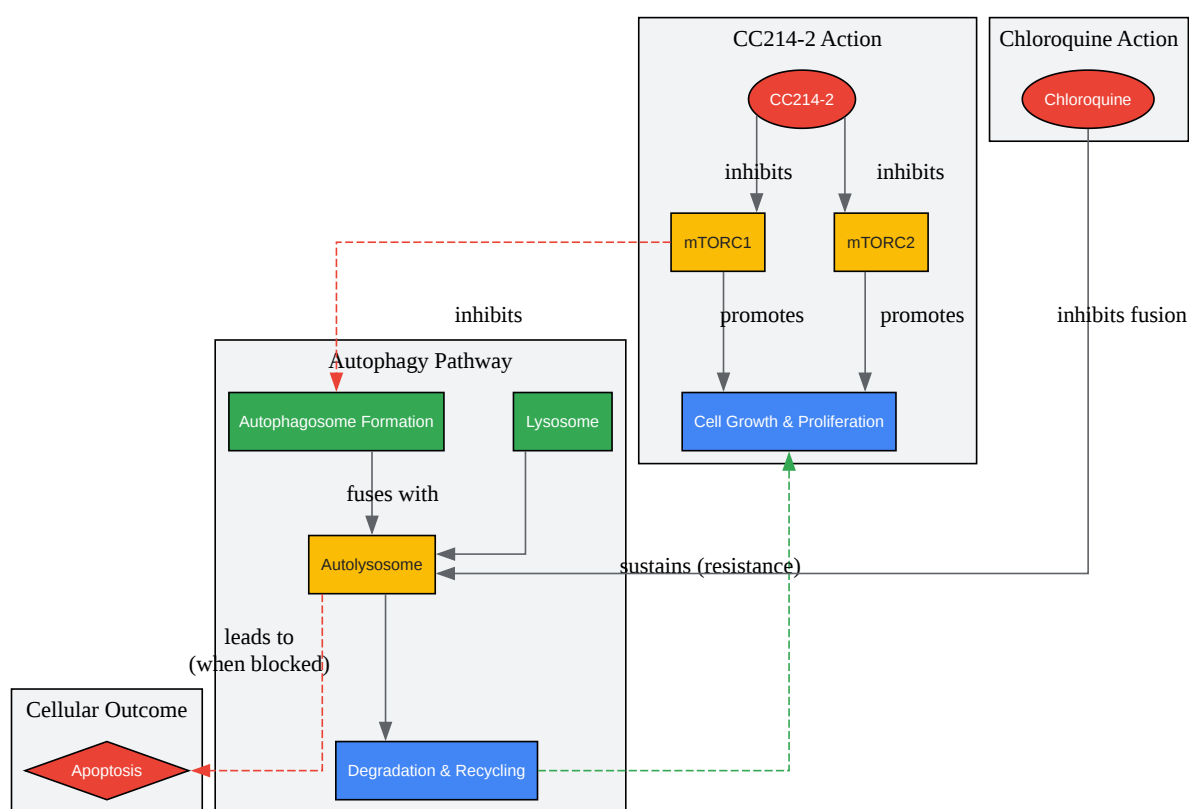 CC214-2 Action
Chloroquine Action
CC214-2
Chloroquine
inhibits
inhibits
mTORC1
mTORC2
inhibits
promotes
promotes
inhibits fusion
Autophagy Pathway
Autophagosome Formation
Lysosome
Cell Growth & Proliferation
fuses with
Autolysosome
sustains (resistance)
leads to
(when blocked)
Cellular Outcome
Apoptosis
Degradation & Recycling